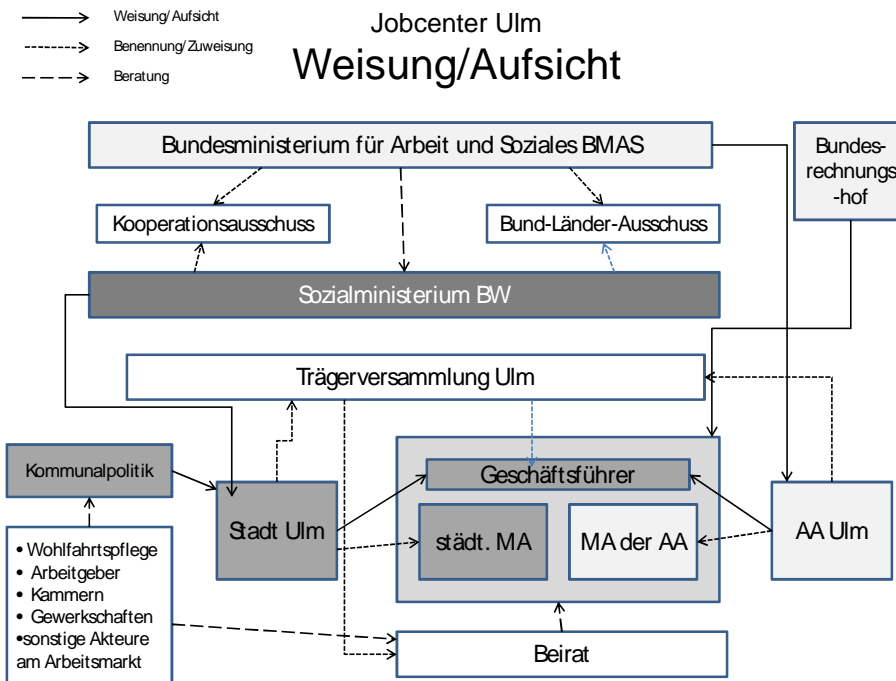 Weisung/Aufsicht
Benennung/Zuweisung
Beratung
Jobcenter Ulm
Weisung/Aufsicht
Bundesministerium für Arbeit und Soziales BMAS
Bundes-
rechnungs
-hof
Kooperationsausschuss
Bund-Länder-Ausschuss
Sozialministerium BW
Trägerversammlung Ulm
Kommunalpolitik
Geschäftsführer
Stadt Ulm
städt. MA
MA der AA
AA Ulm
• Wohlfahrtspflege
• Arbeitgeber
• Kammern
• Gewerkschaften
•sonstige Akteure
am Arbeitsmarkt
Beirat